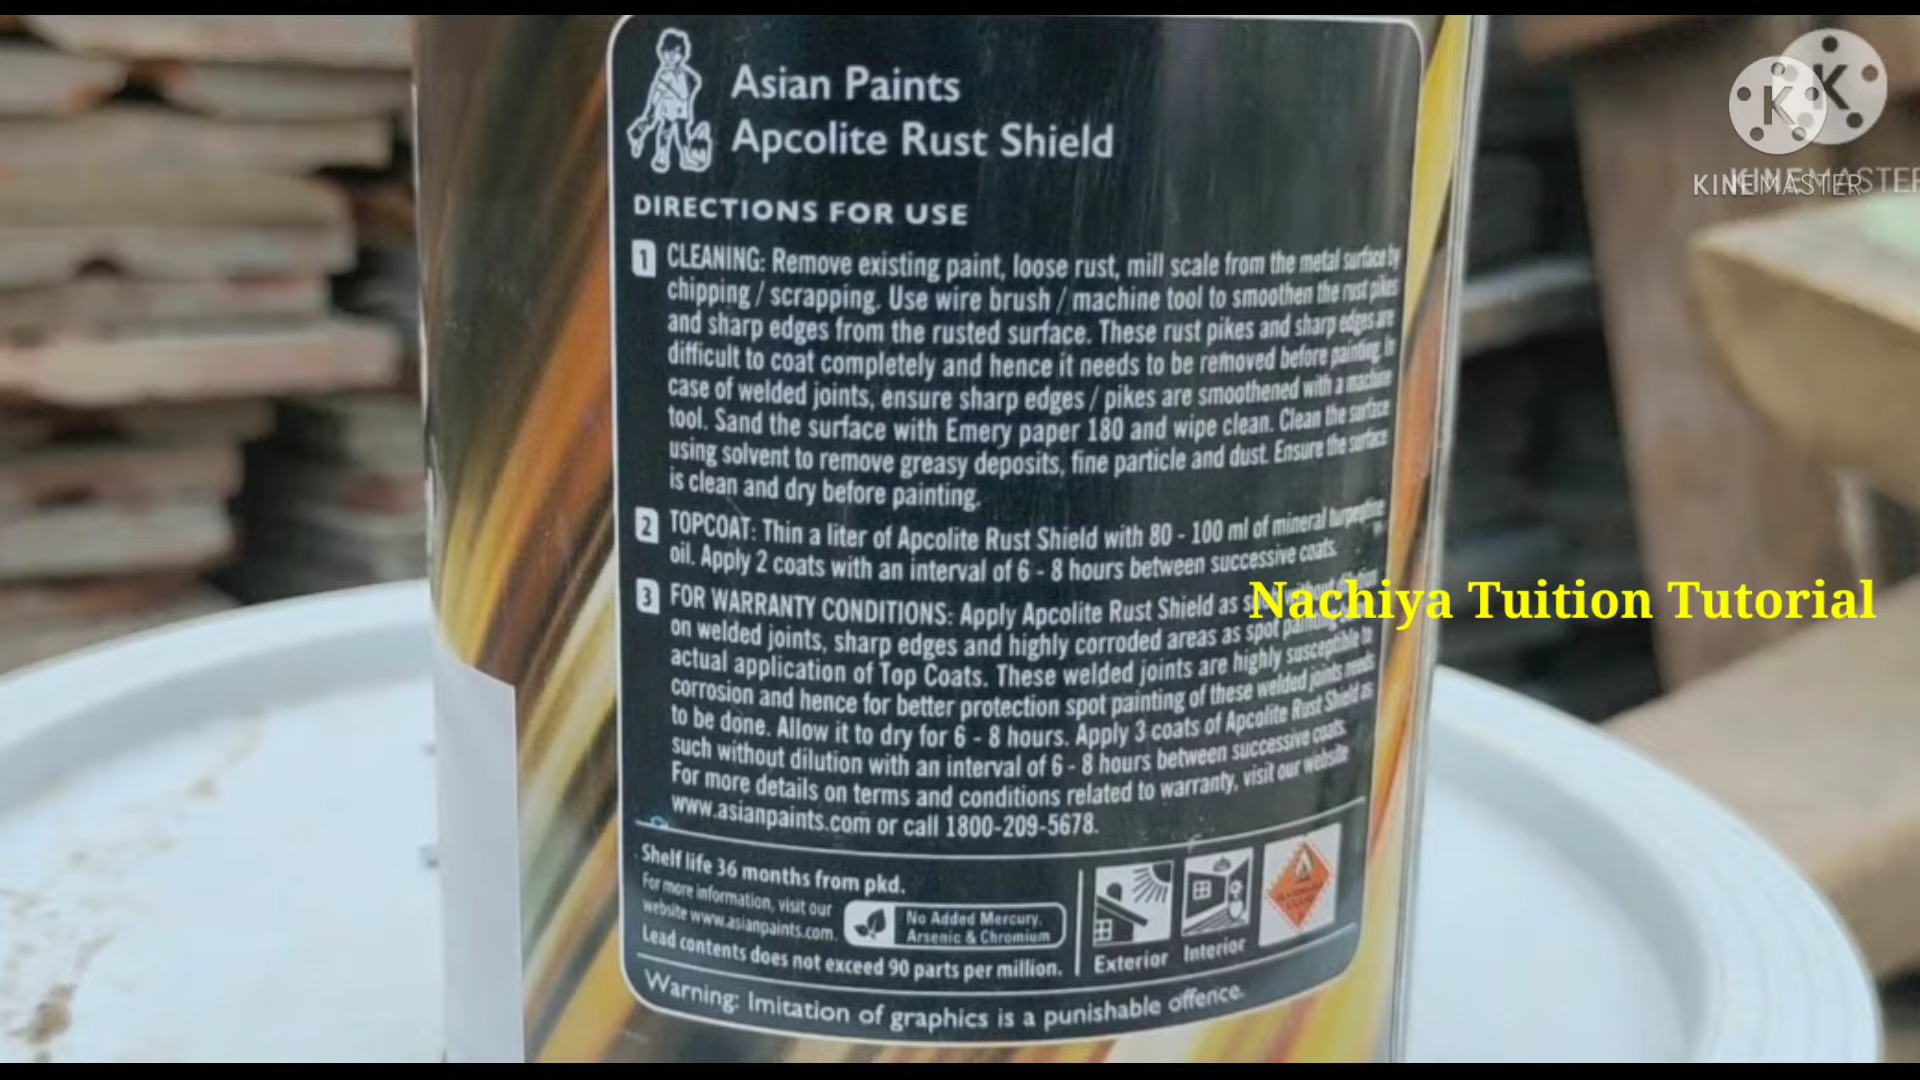 Asian Paints
Apcolite Rust Shield
DIRECTIONS FOR USE
1 CLEANING: Remove existing paint, loose rust, mill scale from the metal surface by
chipping / scrapping. Use wire brush / machine tool to smoothen the rust pikes
and sharp edges from the rusted surface. These rust pikes and sharp edges are
difficult to coat completely and hence it needs to be removed before painting. In
case of welded joints, ensure sharp edges / pikes are smoothened with a machine
tool. Sand the surface with Emery paper 180 and wipe clean. Clean the surface
using solvent to remove greasy deposits, fine particle and dust. Ensure the surface
is clean and dry before painting.
2 TOPCOAT: Thin a liter of Apcolite Rust Shield with 80 - 100 ml of mineral turpentine
oil. Apply 2 coats with an interval of 6 - 8 hours between successive coats.
3 FOR WARRANTY CONDITIONS: Apply Apcolite Rust Shield as
on welded joints, sharp edges and highly corroded areas as spot
actual application of Top Coats. These welded joints are highly susceptible to
corrosion and hence for better protection spot painting of these welded joints needs
to be done. Allow it to dry for 6 - 8 hours. Apply 3 coats of Apcolite Rust Shield as
such without dilution with an interval of 6 - 8 hours between successive coats.
For more details on terms and conditions related to warranty, visit our website
www.asianpaints.com or call 1800-209-5678.
Shelf life 36 months from pkd.
For more information, visit our
website www.asianpaints.com.
No Added Mercury,
Arsenic & Chromium
Lead contents does not exceed 90 parts per million.
Exterior Interior
Warning: Imitation of graphics is a punishable offence.
Nachiya Tuition Tutorial
K
K
KINEMASTER
KINEMASTER